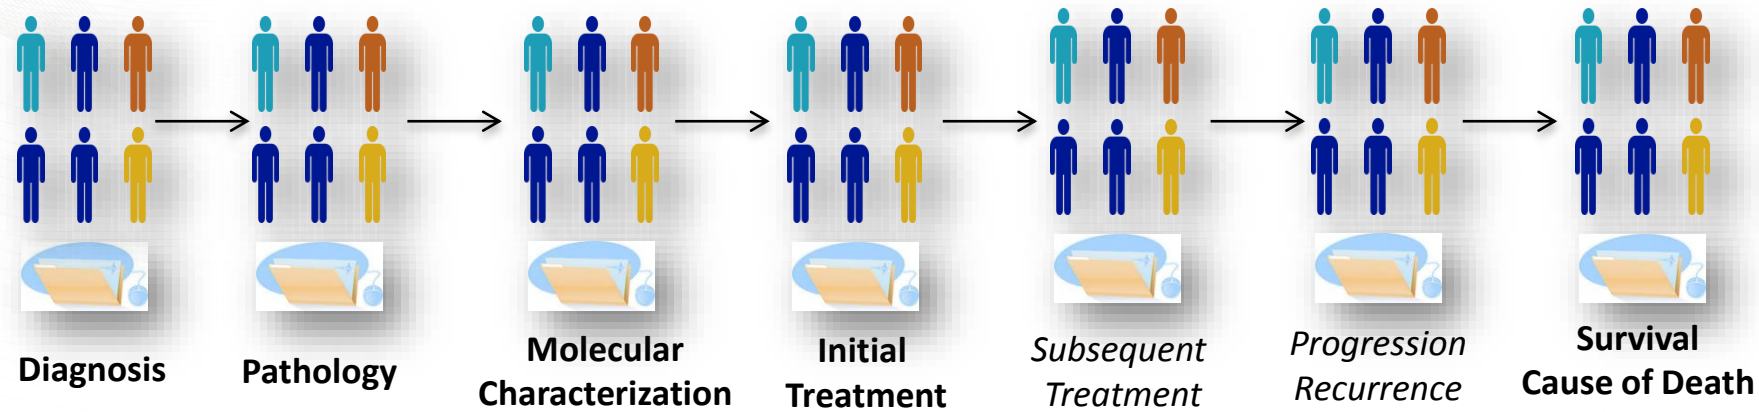 Diagnosis
Pathology
Molecular
Characterization
Initial
Treatment
Subsequent
Treatment
Progression
Recurrence
Survival
Cause of Death